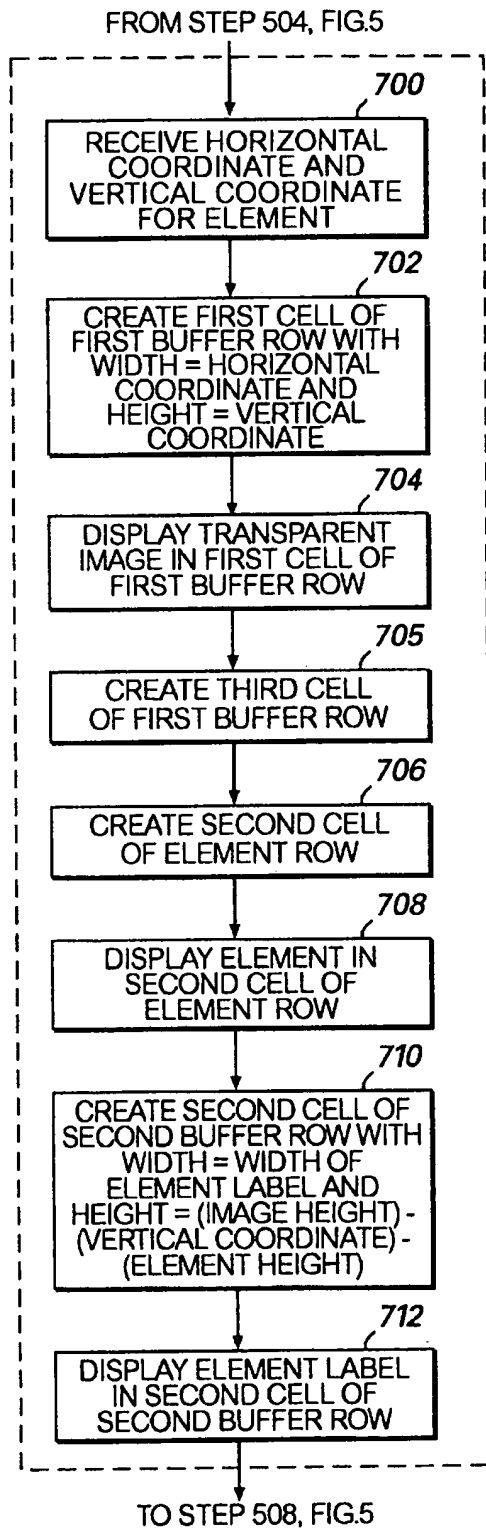 FROM STEP 504, FIG.5
700
RECEIVE HORIZONTAL
COORDINATE AND
VERTICAL COORDINATE
FOR ELEMENT
702
CREATE FIRST CELL OF
FIRST BUFFER ROW WITH
WIDTH = HORIZONTAL
COORDINATE AND
HEIGHT = VERTICAL
COORDINATE
704
DISPLAY TRANSPARENT
IMAGE IN FIRST CELL OF
FIRST BUFFER ROW
705
CREATE THIRD CELL
OF FIRST BUFFER ROW
706
CREATE SECOND CELL
OF ELEMENT ROW
708
DISPLAY ELEMENT IN
SECOND CELL OF
ELEMENT ROW
710
CREATE SECOND CELL OF
SECOND BUFFER ROW WITH
WIDTH = WIDTH OF
ELEMENT LABEL AND
HEIGHT = (IMAGE HEIGHT) -
(VERTICAL COORDINATE) -
(ELEMENT HEIGHT)
712
DISPLAY ELEMENT LABEL
IN SECOND CELL OF
SECOND BUFFER ROW
TO STEP 508, FIG.5